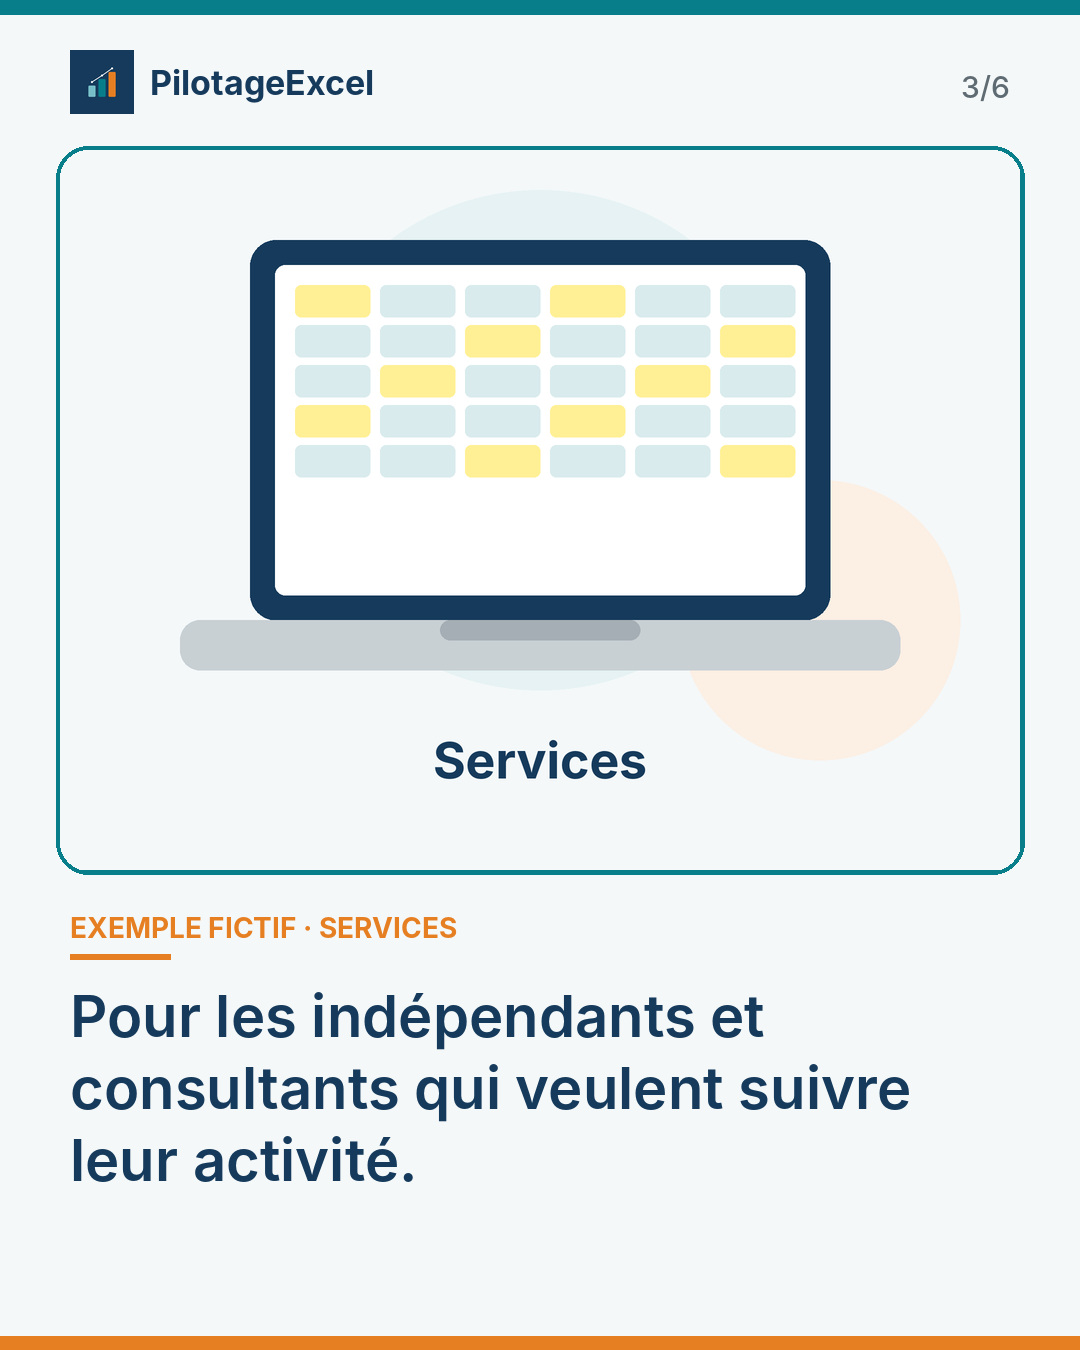 PilotageExcel
3/6
Services
EXEMPLE FICTIF · SERVICES
Pour les indépendants et
consultants qui veulent suivre
leur activité.